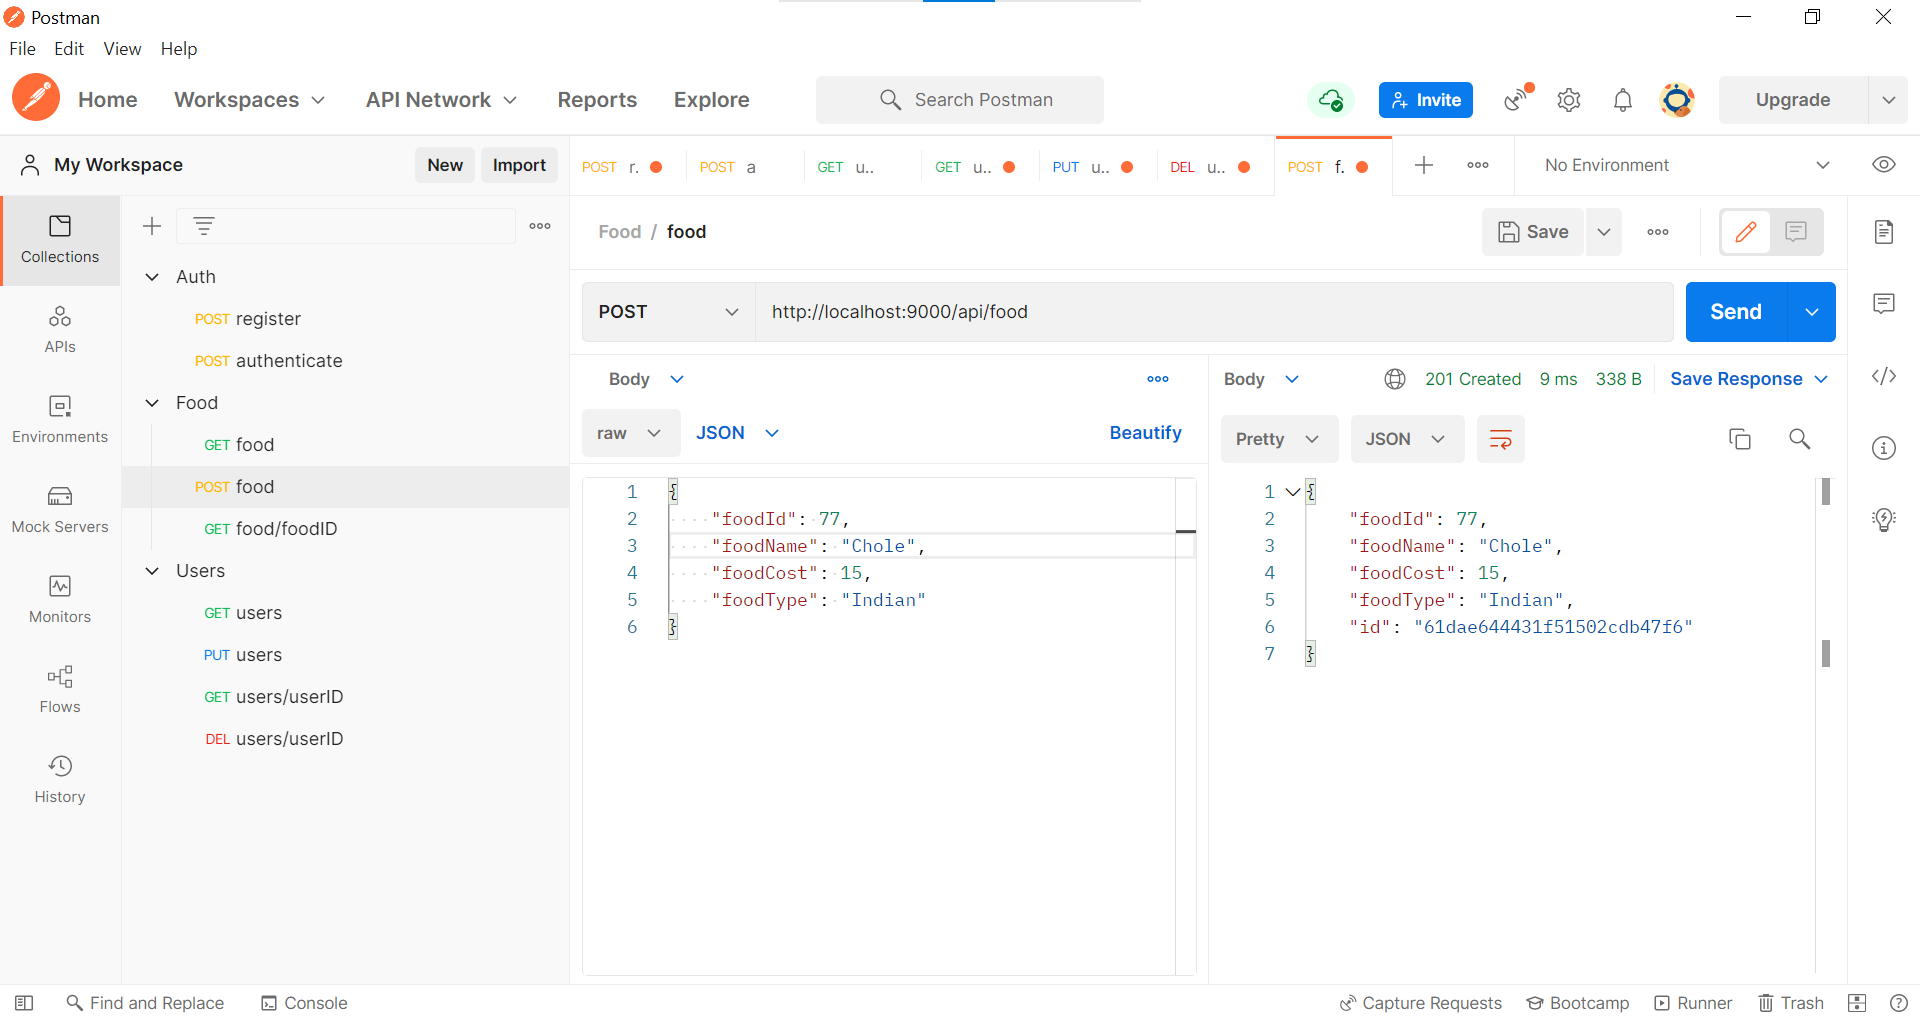 Postman
File Edit View Help
Home Workspaces API Network Reports Explore Search Postman Invite Upgrade
My Workspace New Import POST r. POST a GET u.. GET u.. PUT u.. DEL u.. POST f. No Environment
Collections
APIs
Environments
Mock Servers
Monitors
Flows
History
Auth
POST register
POST authenticate
Food
GET food
POST food
GET food/foodID
Users
GET users
PUT users
GET users/userID
DEL users/userID
Food / food Save
POST http://localhost:9000/api/food Send
Body
raw JSON Beautify
1 {
2 "foodId": 77,
3 "foodName": "Chole",
4 "foodCost": 15,
5 "foodType": "Indian"
6 }
Body 201 Created 9 ms 338 B Save Response
Pretty JSON
1 {
2 "foodId": 77,
3 "foodName": "Chole",
4 "foodCost": 15,
5 "foodType": "Indian",
6 "id": "61dae644431f51502cdb47f6"
7 }
Find and Replace Console Capture Requests Bootcamp Runner Trash